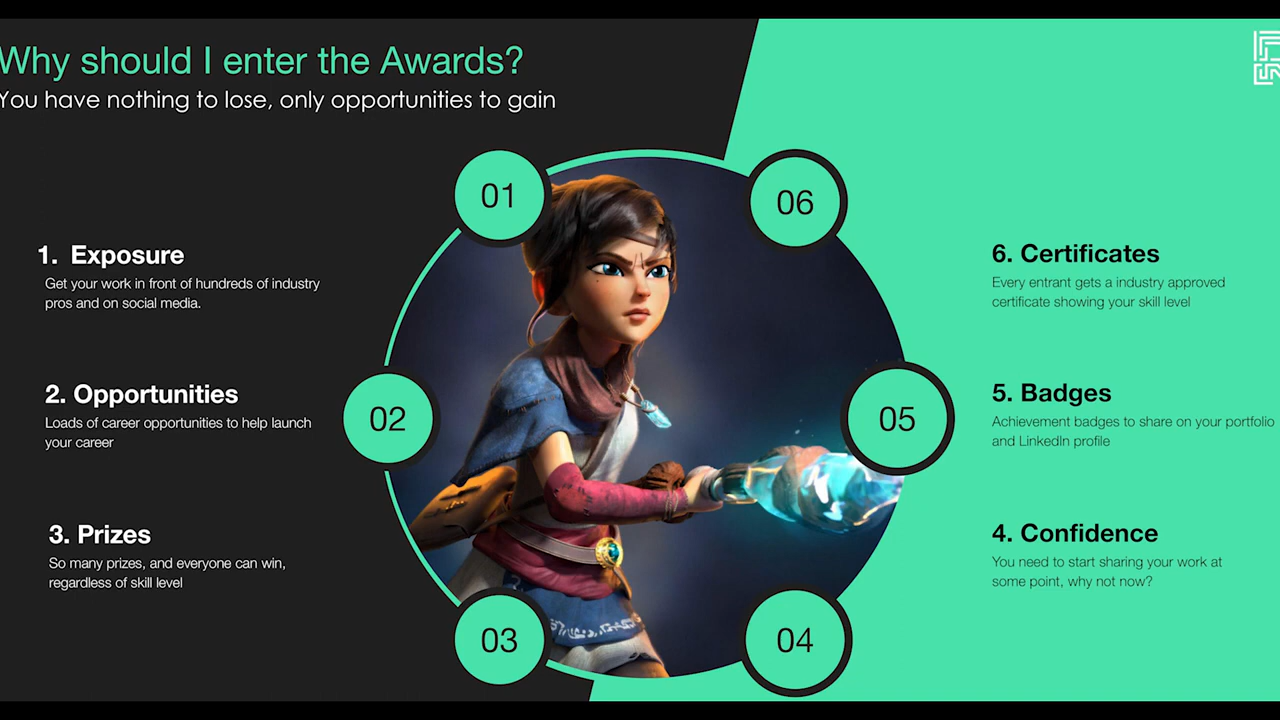 Why should I enter the Awards?
You have nothing to lose, only opportunities to gain
01
06
1. Exposure
Get your work in front of hundreds of industry
pros and on social media.
2. Opportunities
Loads of career opportunities to help launch
your career
02
3. Prizes
So many prizes, and everyone can win,
regardless of skill level
03
6. Certificates
Every entrant gets a industry approved
certificate showing your skill level
05
5. Badges
Achievement badges to share on your portfolio
and LinkedIn profile
04
4. Confidence
You need to start sharing your work at
some point, why not now?